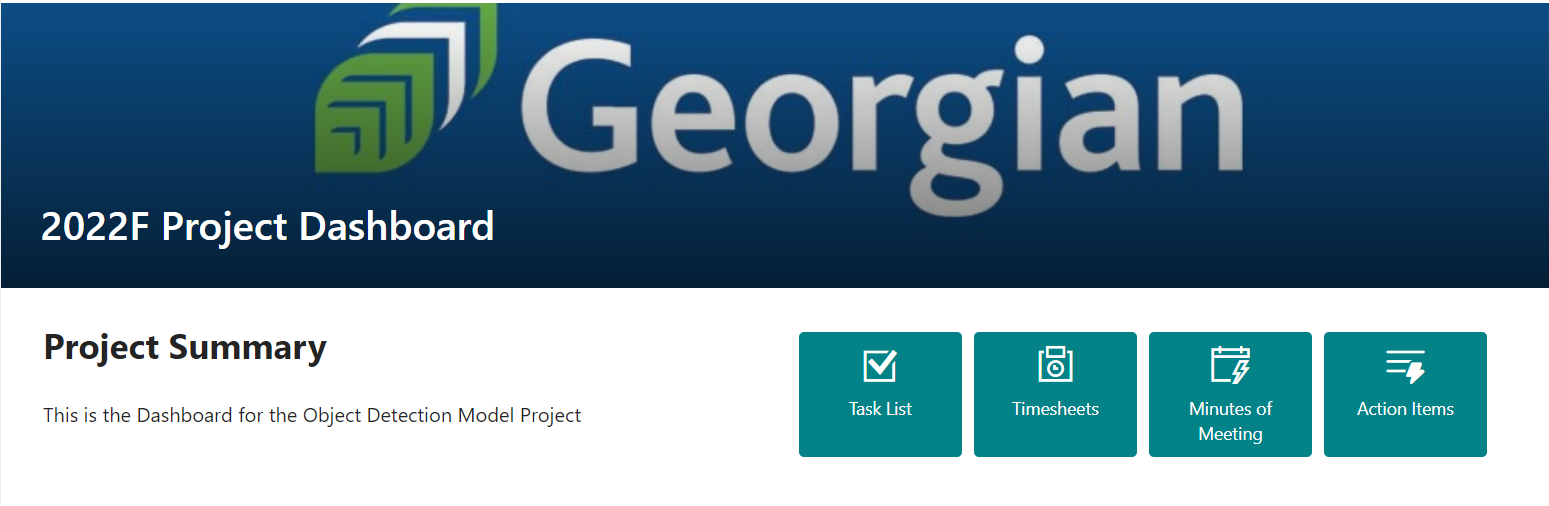 Georgian
2022F Project Dashboard
Project Summary
This is the Dashboard for the Object Detection Model Project
Task List
Timesheets
Minutes of
Meeting
Action Items